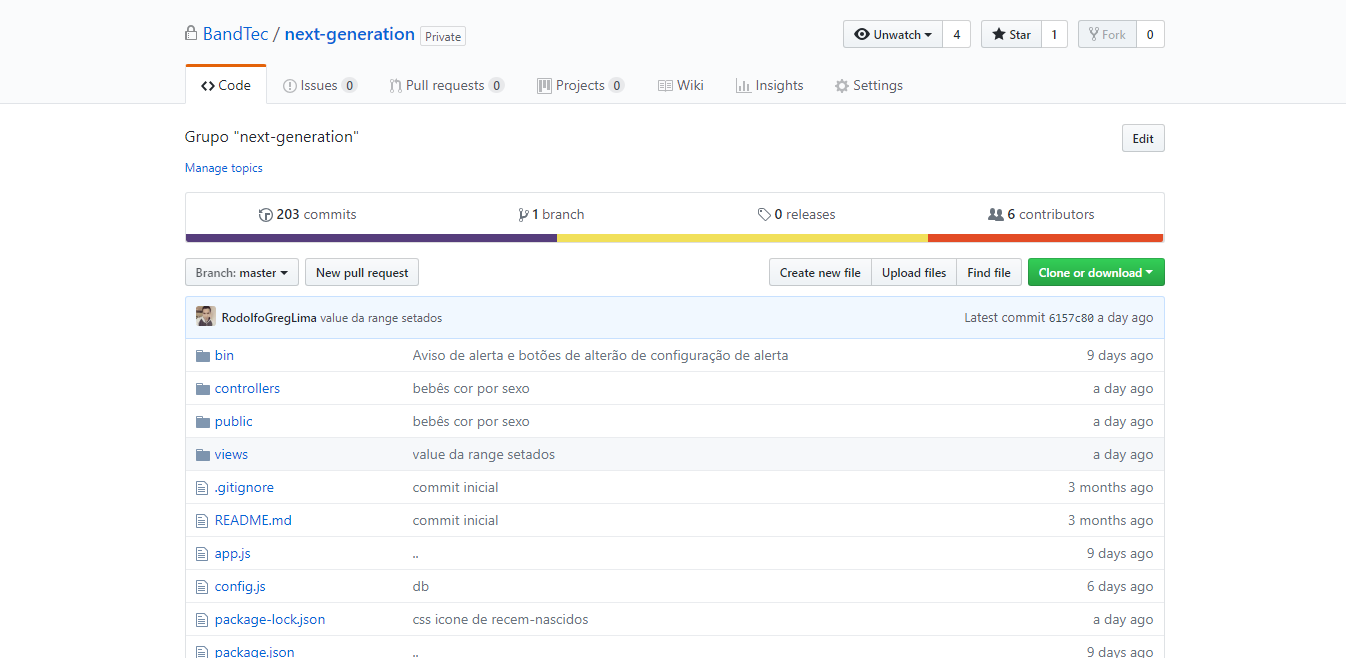 BandTec / next-generation Private
Unwatch 4 Star 1 Fork 0
Code Issues 0 Pull requests 0 Projects 0 Wiki Insights Settings
Grupo "next-generation" Edit
Manage topics
203 commits 1 branch 0 releases 6 contributors
Branch: master New pull request Create new file Upload files Find file Clone or download
RodolfoGregLima value da range setados Latest commit 6157c80 a day ago
bin Aviso de alerta e botões de alterão de configuração de alerta 9 days ago
controllers bebês cor por sexo a day ago
public bebês cor por sexo a day ago
views value da range setados a day ago
.gitignore commit inicial 3 months ago
README.md commit inicial 3 months ago
app.js .. 9 days ago
config.js db 6 days ago
package-lock.json css icone de recem-nascidos a day ago
package.json .. 9 days ago